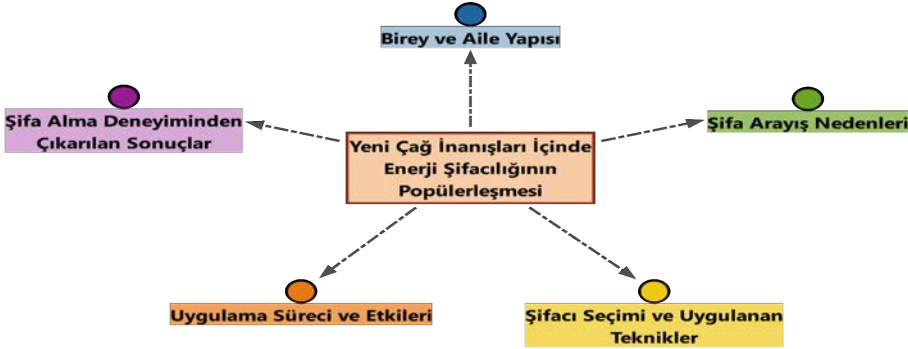 Birey ve Aile Yapısı
Şifa Alma Deneyiminden
Çıkarılan Sonuçlar
Şifa Arayış Nedenleri
Yeni Çağ İnanışları İçinde
Enerji Şifacılığının
Popülerleşmesi
Uygulama Süreci ve Etkileri
Şifacı Seçimi ve Uygulanan
Teknikler